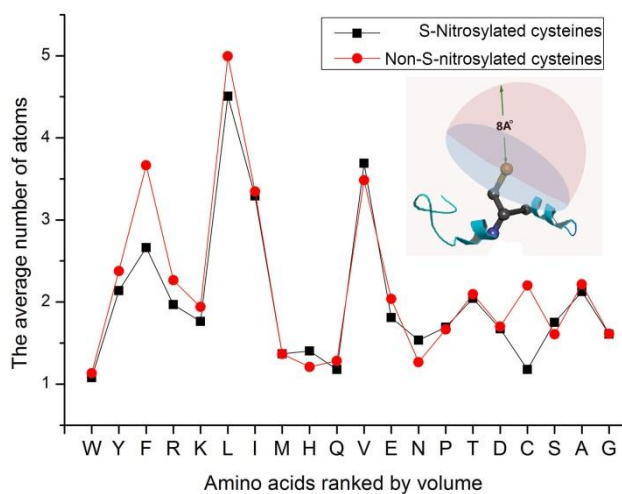 S-Nitrosylated cysteines
Non-S-nitrosylated cysteines
8A°
The average number of atoms
5
4
3
2
1
W Y F R K L I M H Q V E N P T D C S A G
Amino acids ranked by volume